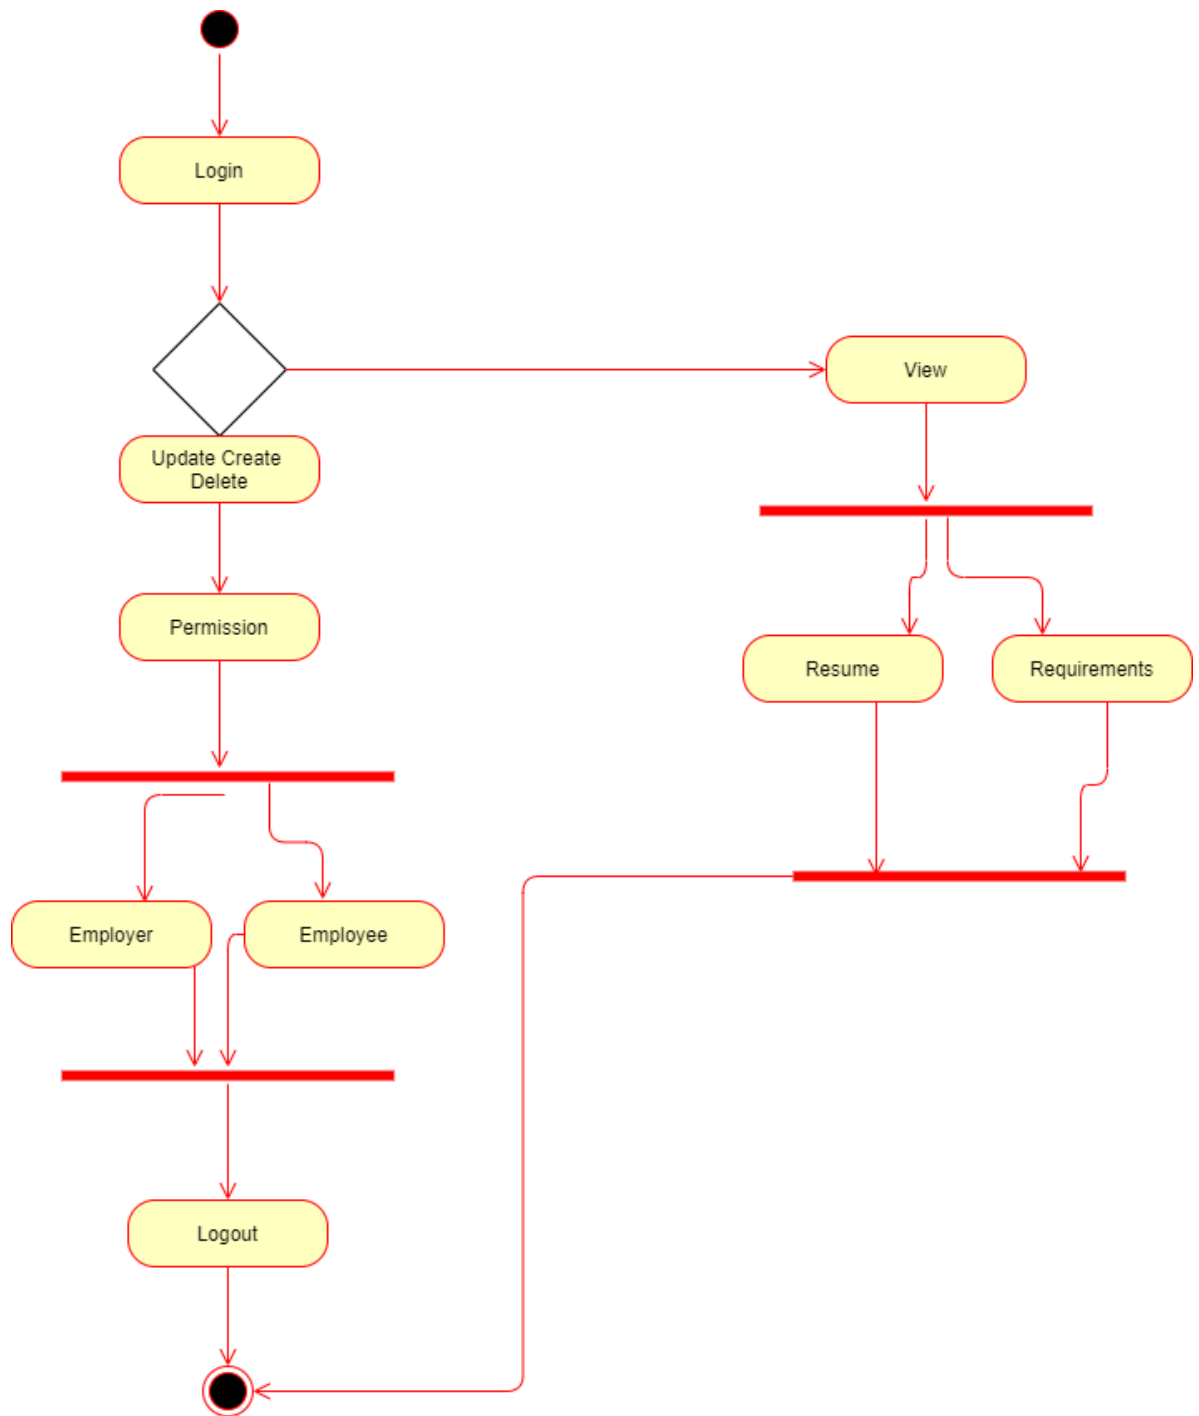 Login
View
Update Create
Delete
Permission
Resume
Requirements
Employer
Employee
Logout